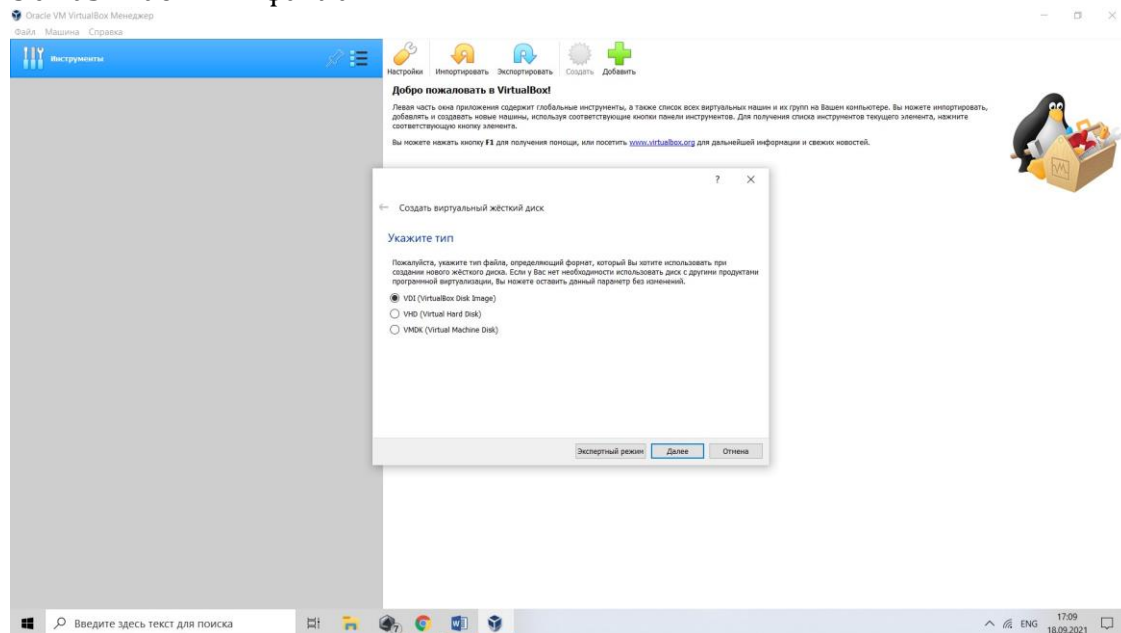 Oracle VM VirtualBox Менеджер
Файл Машина Справка
Инструменты
Настройки Импортировать Экспортировать Создать Добавить
Добро пожаловать в VirtualBox!
Левая часть окна приложения содержит глобальные инструменты, а также список всех виртуальных машин и их групп на Вашем компьютере. Вы можете импортировать,
добавлять и создавать новые машины, используя соответствующие кнопки панели инструментов. Для получения списка инструментов текущего элемента, нажмите
соответствующую кнопку элемента.
Вы можете нажать кнопку F1 для получения помощи, или посетить www.virtualbox.org для дальнейшей информации и свежих новостей.
? ×
Создать виртуальный жёсткий диск
Укажите тип
Пожалуйста, укажите тип файла, определяющий формат, который Вы хотите использовать при
создании нового жёсткого диска. Если у Вас нет необходимости использовать диск с другими продуктами
программной виртуализации, Вы можете оставить данный параметр без изменений.
VDI (VirtualBox Disk Image)
VHD (Virtual Hard Disk)
VMDK (Virtual Machine Disk)
Экспертный режим Далее Отмена
Введите здесь текст для поиска
ENG
17:09
18.09.2021